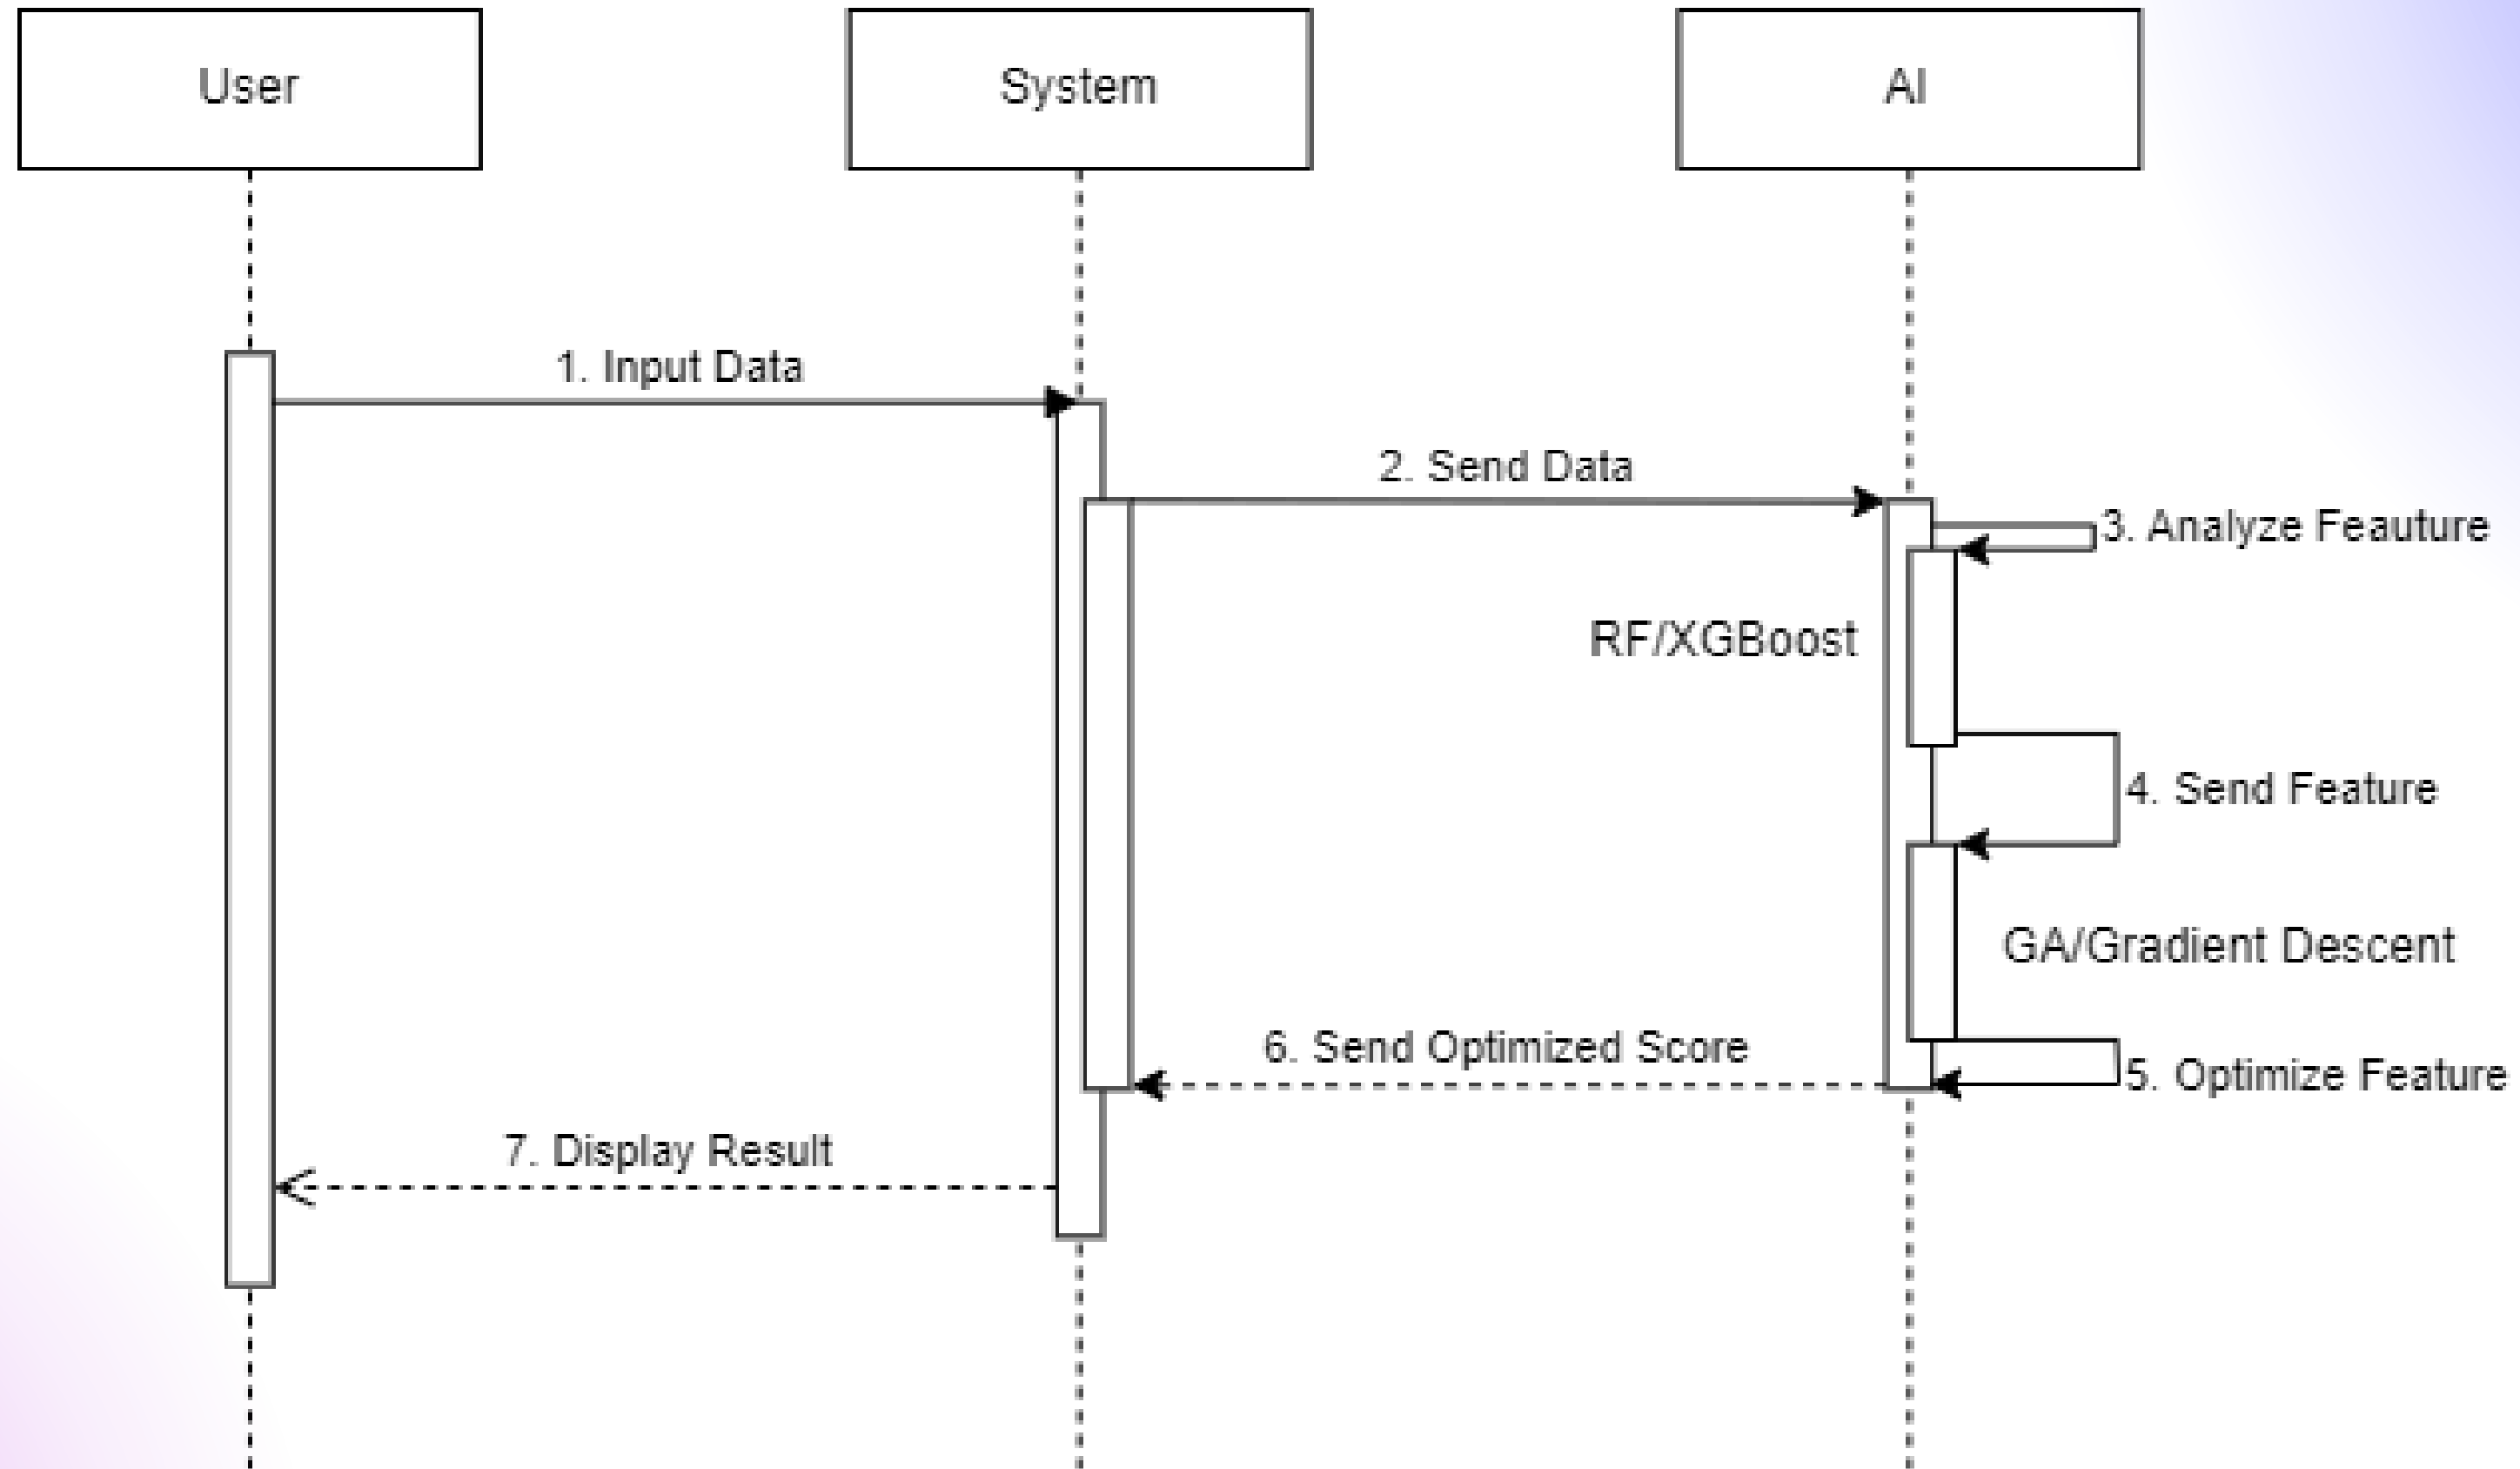 User
System
AI
1. Input Data
2. Send Data
3. Analyze Feauture
RF/XGBoost
4. Send Feature
GA/Gradient Descent
6. Send Optimized Score
5. Optimize Feature
7. Display Result